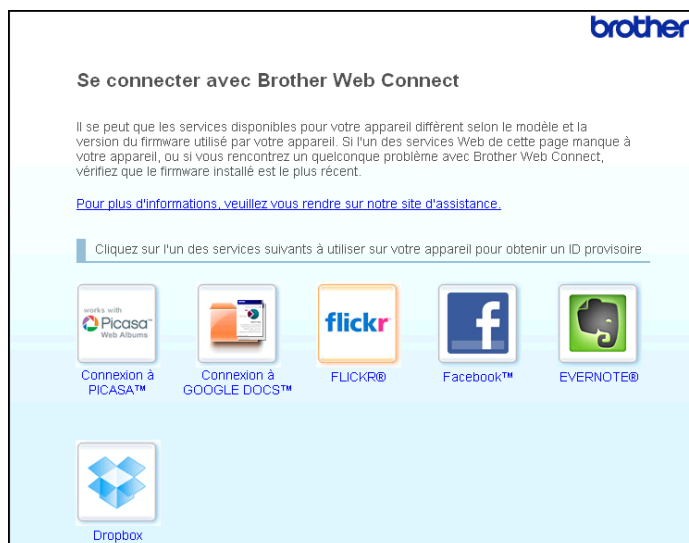 brother
Se connecter avec Brother Web Connect
Il se peut que les services disponibles pour votre appareil diffèrent selon le modèle et la
version du firmware utilisé par votre appareil. Si l'un des services Web de cette page manque à
votre appareil, ou si vous rencontrez un quelconque problème avec Brother Web Connect,
vérifiez que le firmware installé est le plus récent.
Pour plus d'informations, veuillez vous rendre sur notre site d'assistance.
Cliquez sur l'un des services suivants à utiliser sur votre appareil pour obtenir un ID provisoire
works with
Picasa™
Web Albums
flickr
f
Connexion à
PICASA™
Connexion à
GOOGLE DOCS™
FLICKR®
Facebook™
EVERNOTE®
Dropbox